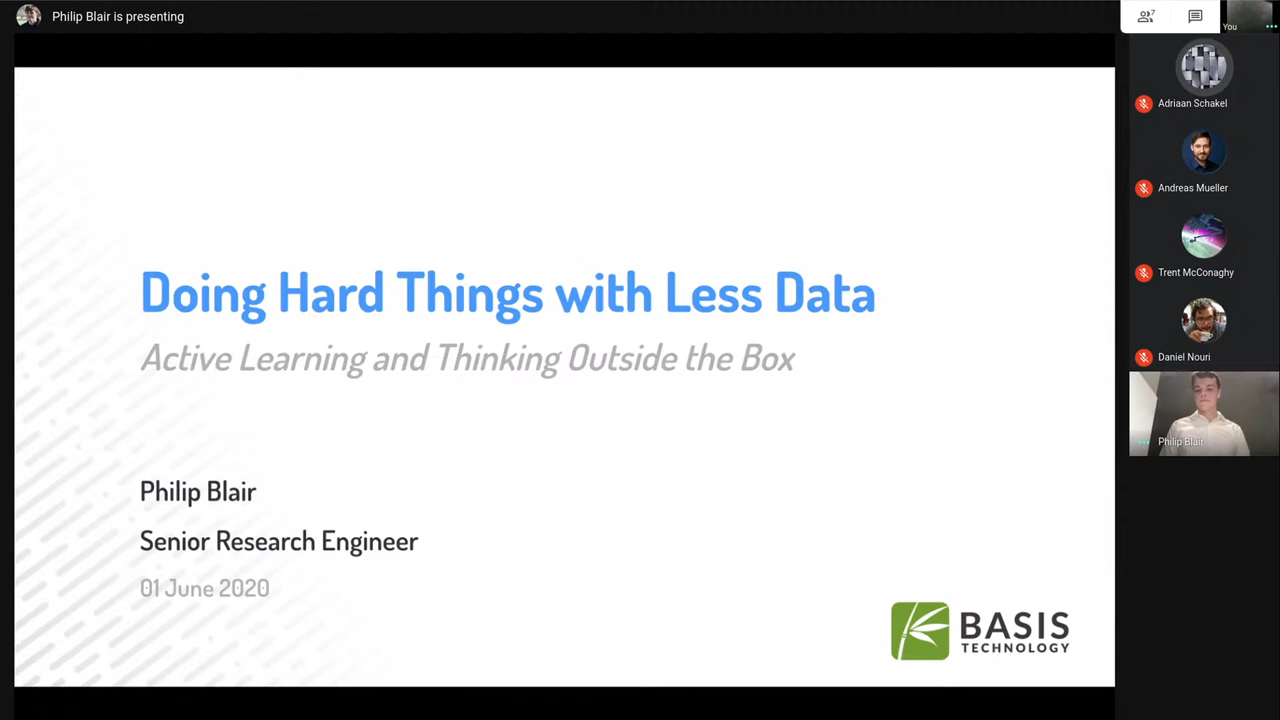 Philip Blair is presenting
7
You
Adriaan Schakel
Andreas Mueller
Trent McConaghy
Daniel Nouri
Philip Blair
Doing Hard Things with Less Data
Active Learning and Thinking Outside the Box
Philip Blair
Senior Research Engineer
01 June 2020
BASIS
TECHNOLOGY